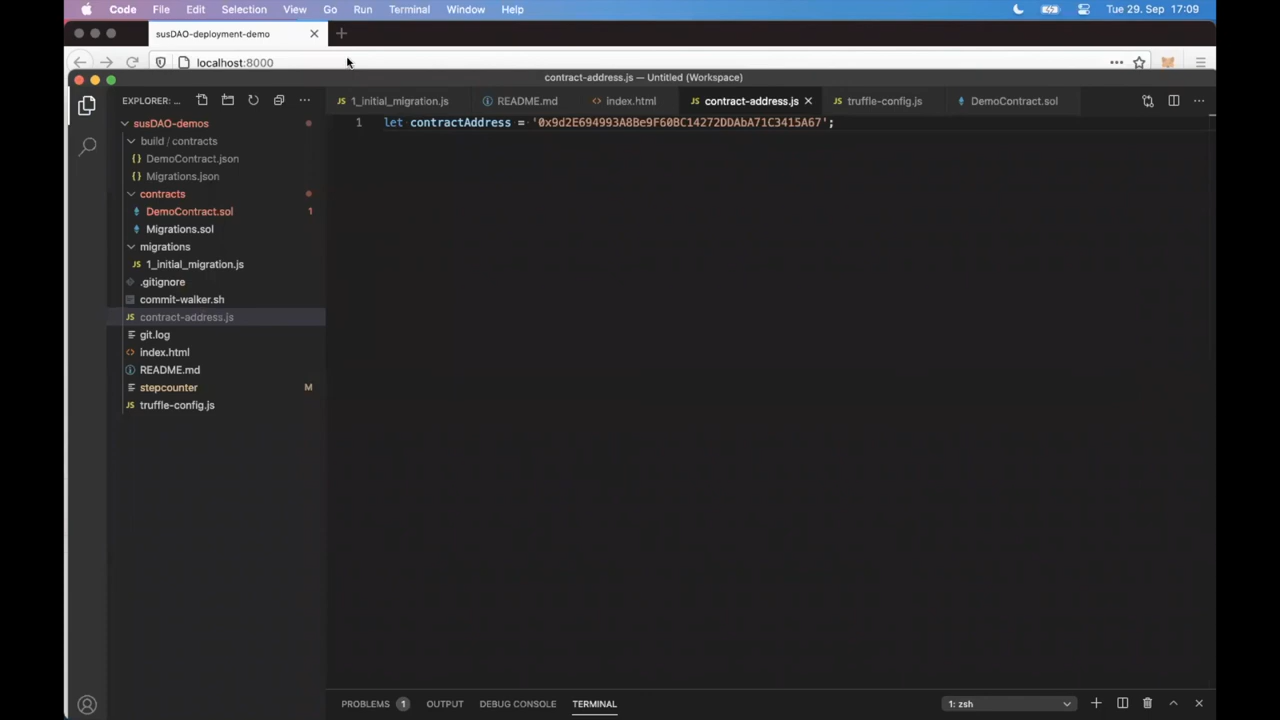 Code File Edit Selection View Go Run Terminal Window Help Tue 29. Sep 17:09
susDAO-deployment-demo
localhost:8000
contract-address.js — Untitled (Workspace)
EXPLORER: ...
1_initial_migration.js README.md index.html contract-address.js truffle-config.js DemoContract.sol
susDAO-demos
1 let contractAddress = '0x9d2E694993A8Be9F60BC14272DDAbA71C3415A67';
build / contracts
DemoContract.json
Migrations.json
contracts
DemoContract.sol 1
Migrations.sol
migrations
1_initial_migration.js
.gitignore
commit-walker.sh
contract-address.js
git.log
index.html
README.md
stepcounter M
truffle-config.js
PROBLEMS 1 OUTPUT DEBUG CONSOLE TERMINAL 1: zsh